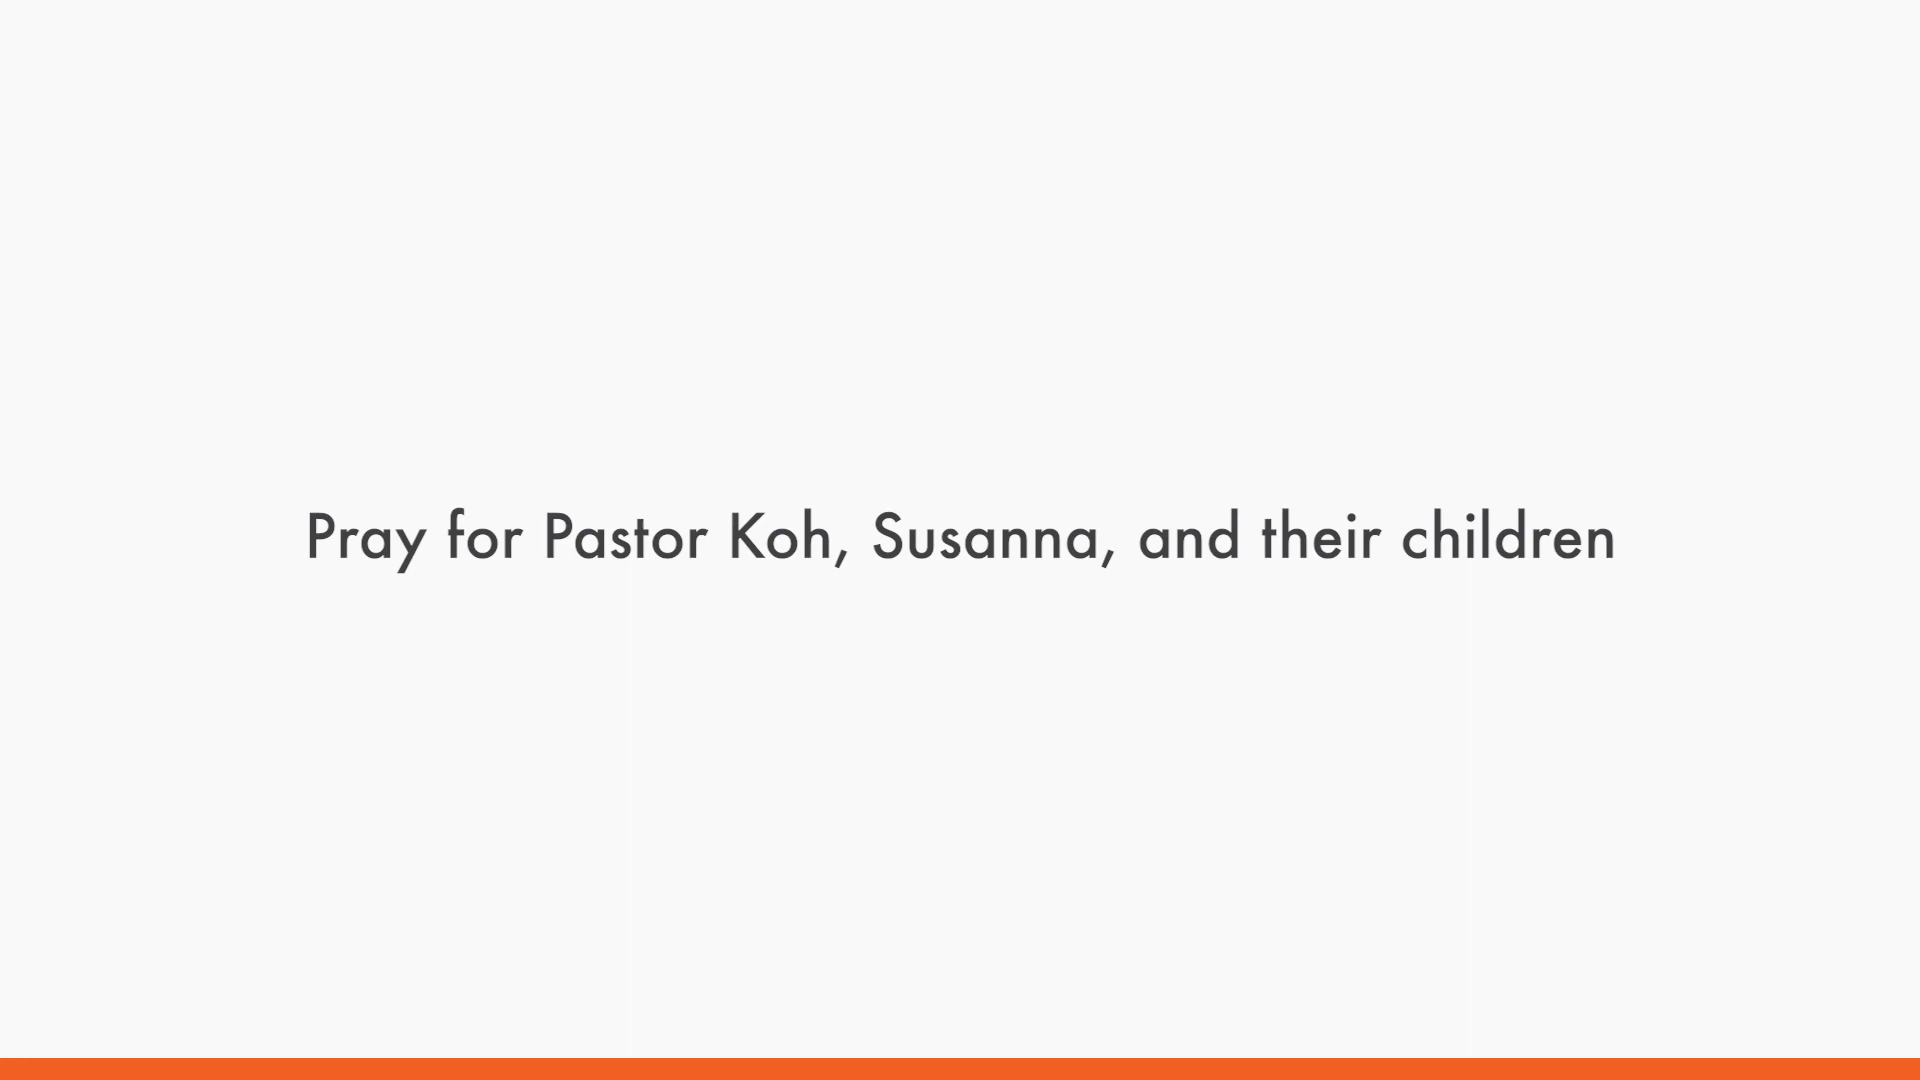 Pray for Pastor Koh, Susanna, and their children